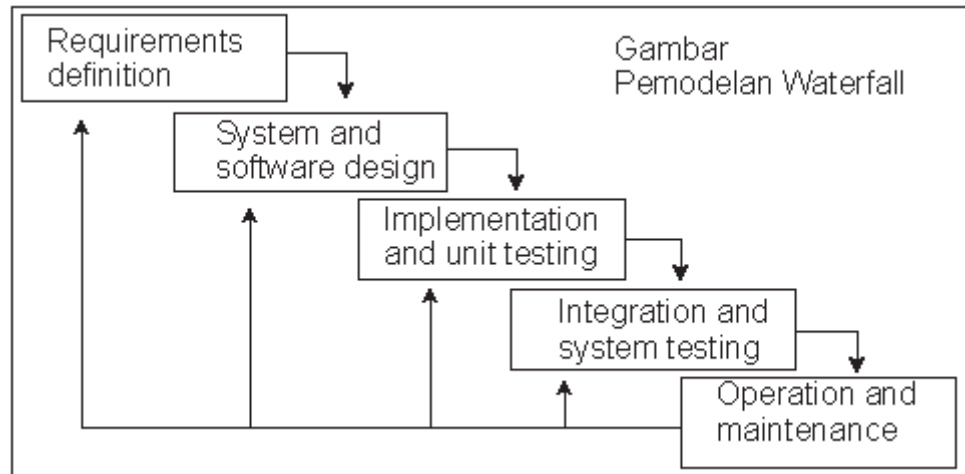 Requirements
definition
Gambar
Pemodelan Waterfall
System and
software design
Implementation
and unit testing
Integration and
system testing
Operation and
maintenance